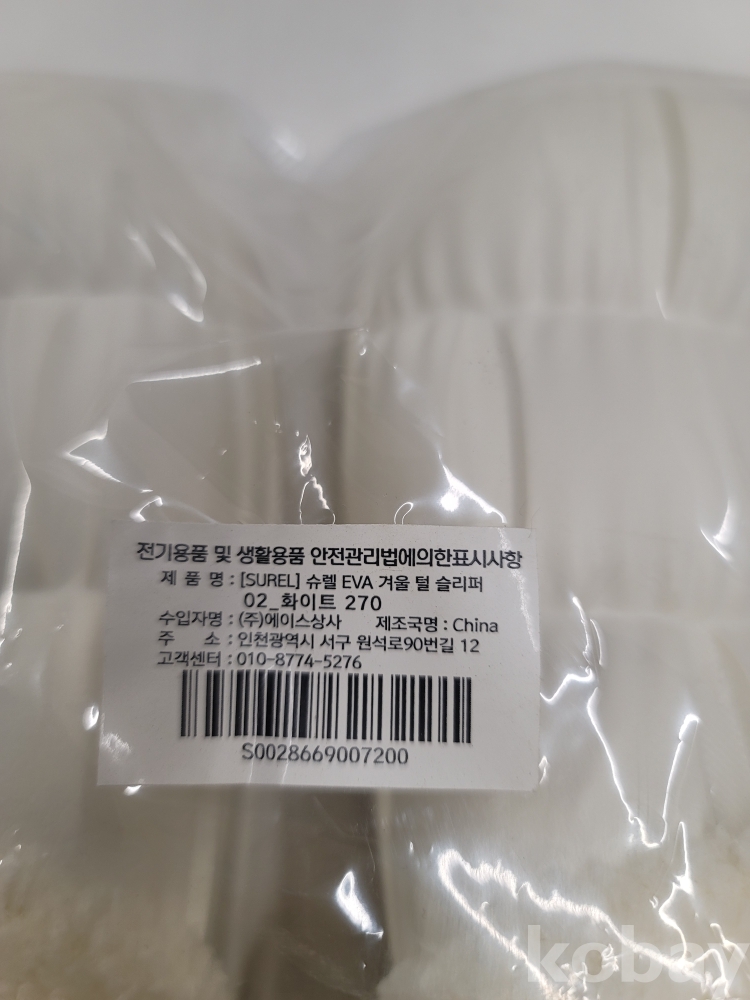 전기용품 및 생활용품 안전관리법에의한표시사항
제 품 명 : [SUREL] 슈렐 EVA 겨울 털 슬리퍼
02_화이트 270
수입자명 : (주)에이스상사 제조국명 : China
주 소 : 인천광역시 서구 원석로90번길 12
고객센터 : 010-8774-5276
S0028669007200
kobay